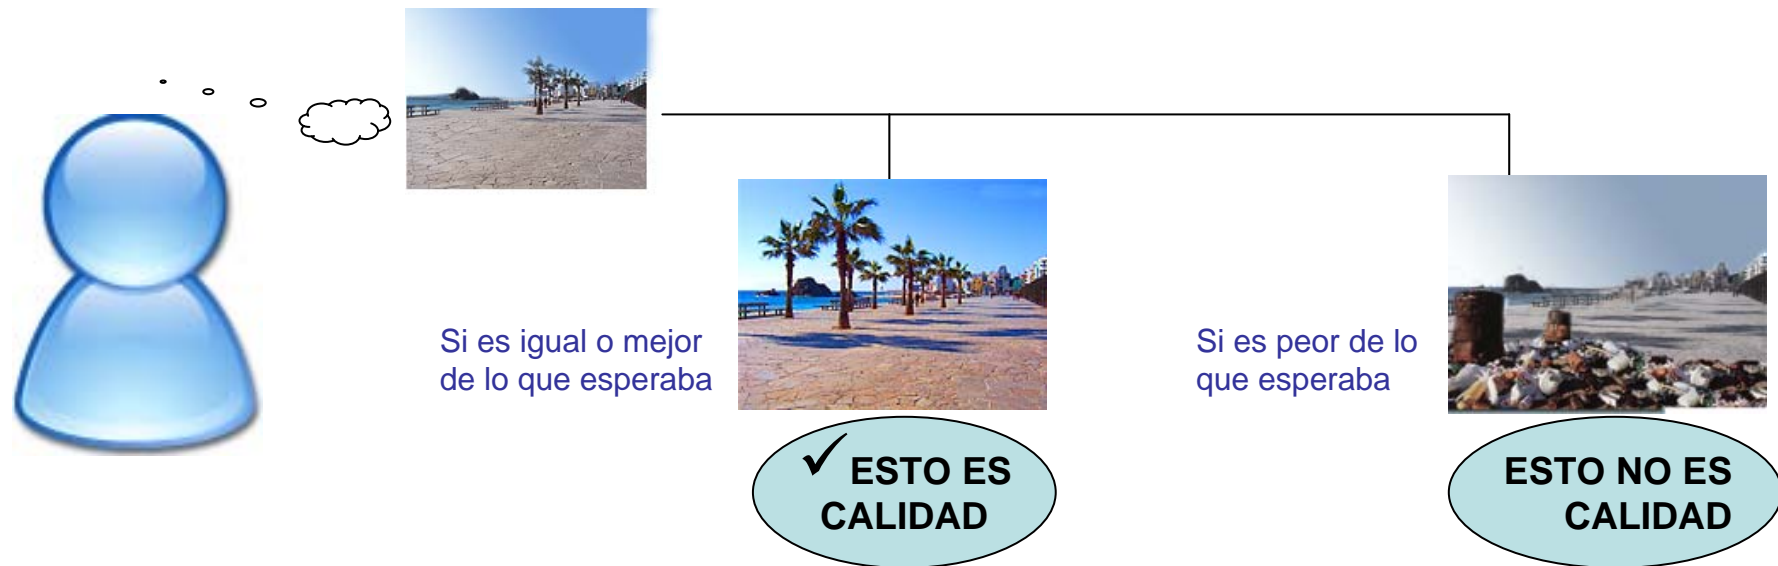 Si es igual o mejor
de lo que esperaba
Si es peor de lo
que esperaba
✓ ESTO ES
CALIDAD
ESTO NO ES
CALIDAD